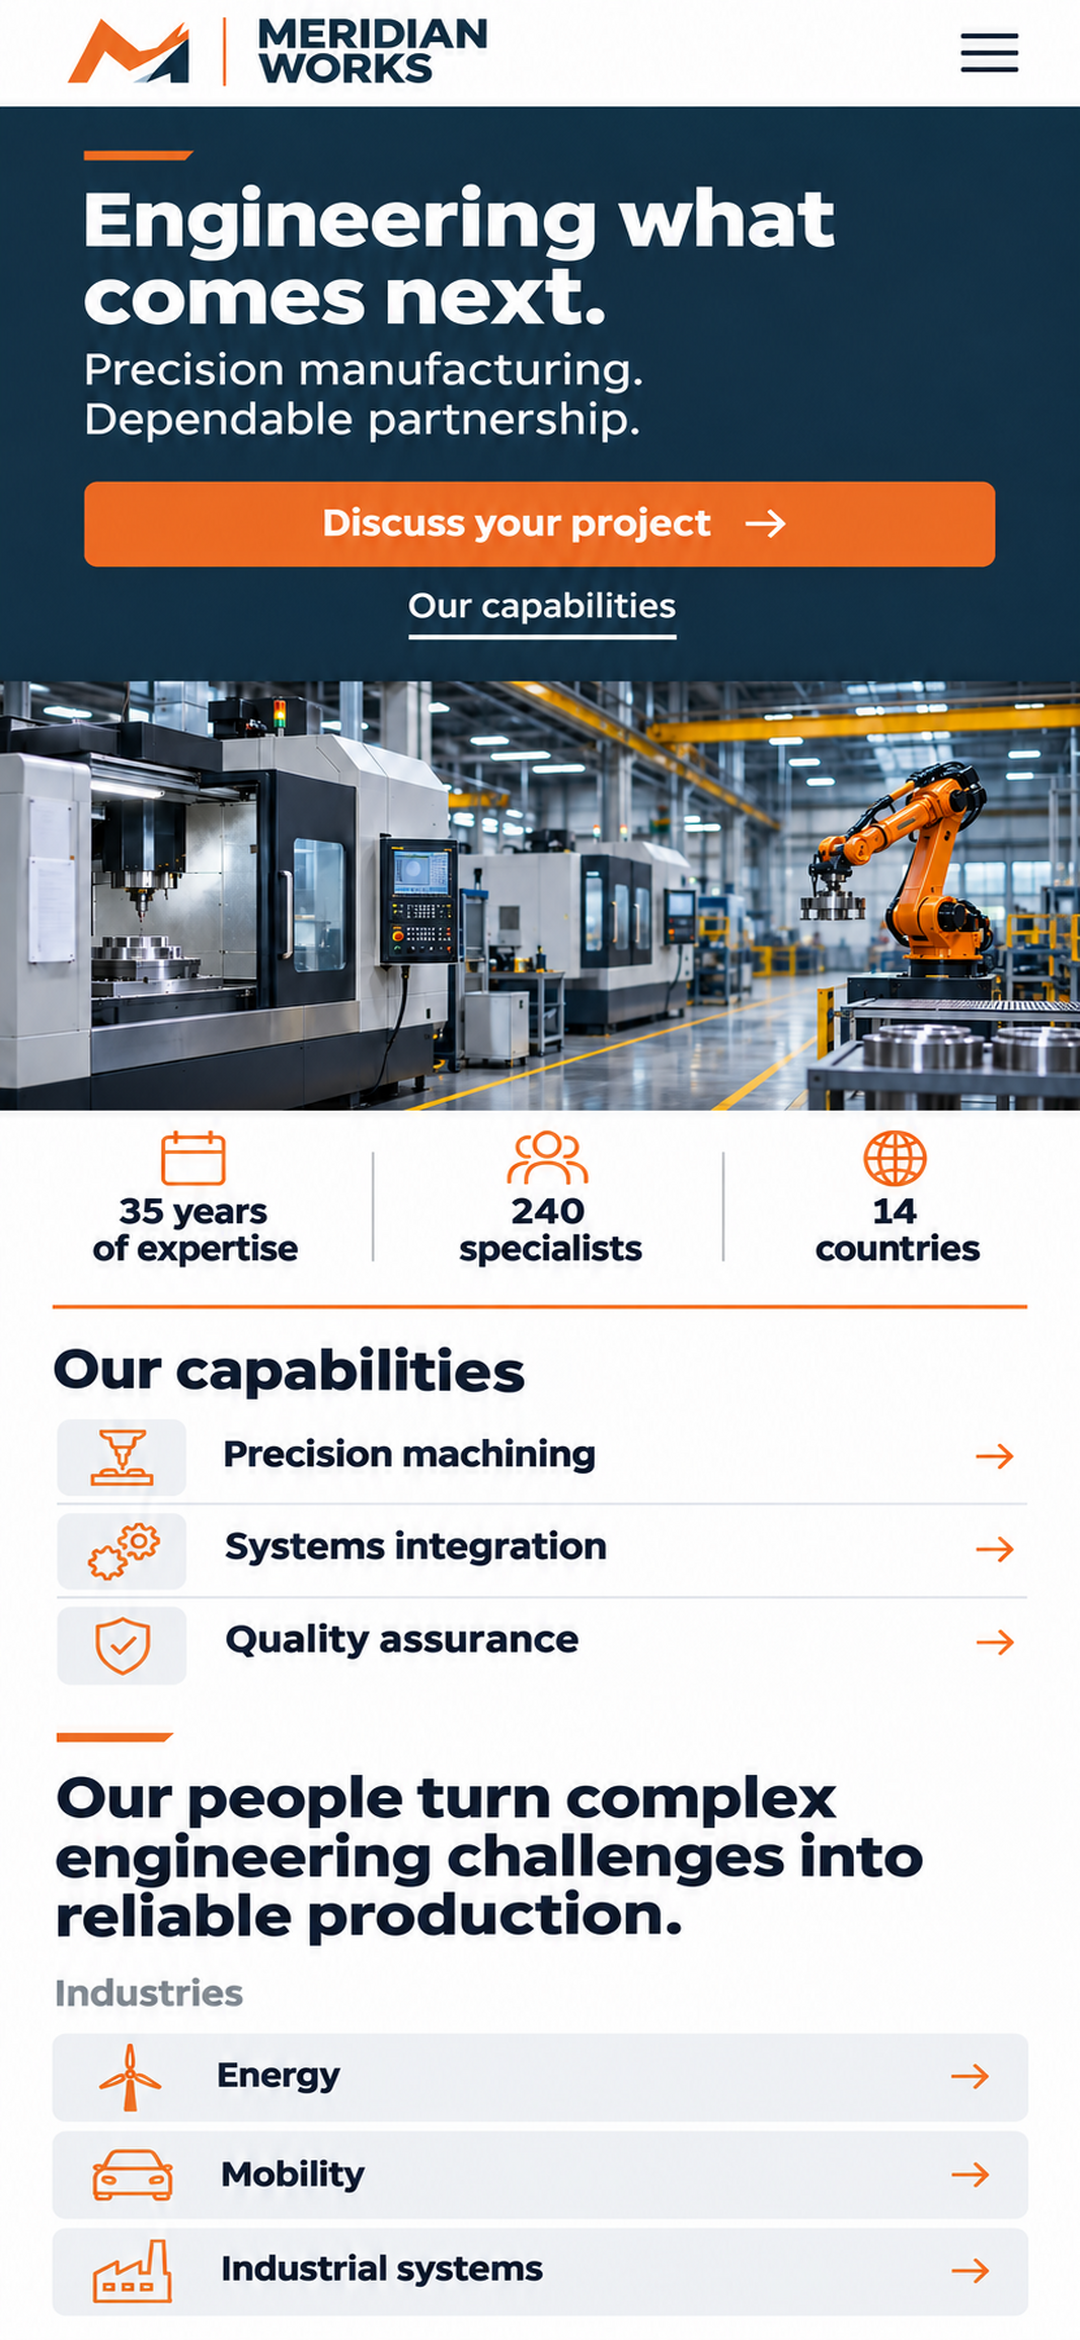 MERIDIAN
WORKS
Engineering what
comes next.
Precision manufacturing.
Dependable partnership.
Discuss your project
Our capabilities
35 years
of expertise
240
specialists
14
countries
Our capabilities
Precision machining
Systems integration
Quality assurance
Our people turn complex
engineering challenges into
reliable production.
Industries
Energy
Mobility
Industrial systems